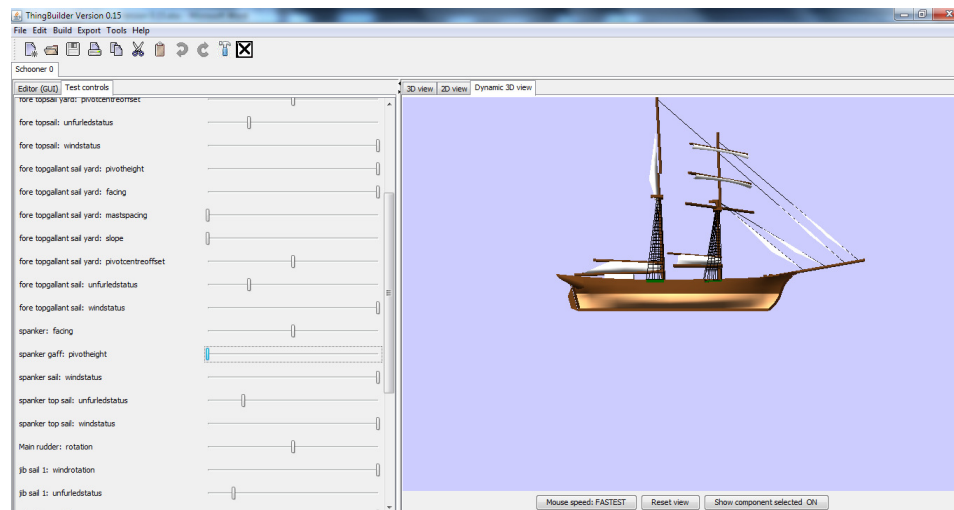 ThingBuilder Version 0.15
File Edit Build Export Tools Help
Schooner 0
Editor (GUI) Test controls
3D view 2D view Dynamic 3D view
fore topsail yard: pivotcentreoffset
fore topsail: unfurledstatus
fore topsail: windstatus
fore topgallant sail yard: pivotheight
fore topgallant sail yard: facing
fore topgallant sail yard: mastspacing
fore topgallant sail yard: slope
fore topgallant sail yard: pivotcentreoffset
fore topgallant sail: unfurledstatus
fore topgallant sail: windstatus
spanker: facing
spanker gaff: pivotheight
spanker sail: windstatus
spanker top sail: unfurledstatus
spanker top sail: windstatus
Main rudder: rotation
jib sail 1: windrotation
jib sail 1: unfurledstatus
Mouse speed: FASTEST Reset view Show component selected ON